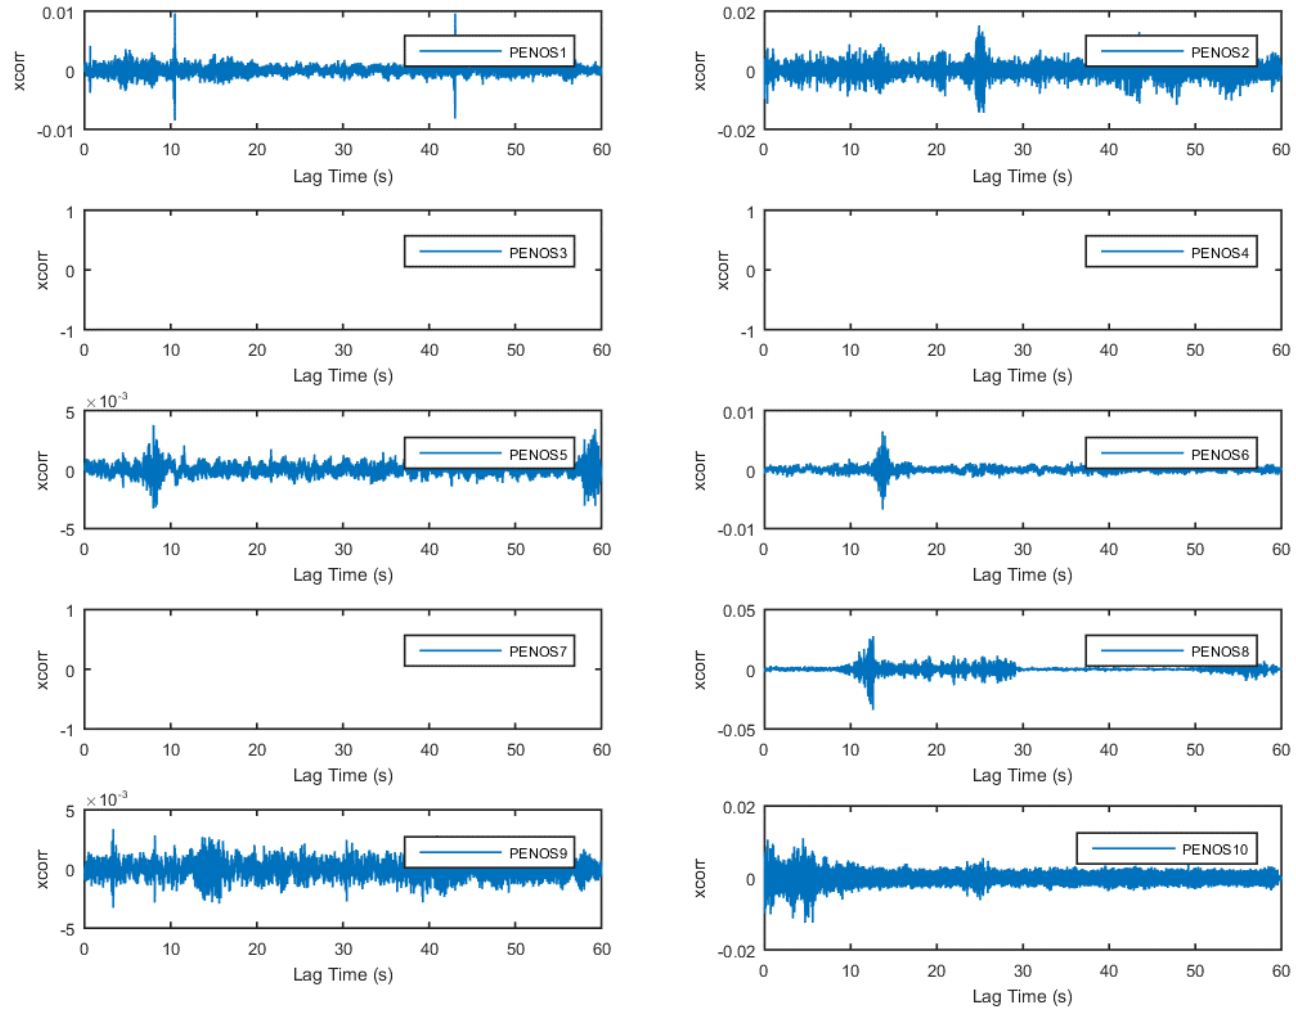 0.01
0
-0.01
xcorr
PENOS1
0 10 20 30 40 50 60
Lag Time (s)
0.02
0
-0.02
xcorr
PENOS2
0 10 20 30 40 50 60
Lag Time (s)
1
0
-1
xcorr
PENOS3
0 10 20 30 40 50 60
Lag Time (s)
1
0
-1
xcorr
PENOS4
0 10 20 30 40 50 60
Lag Time (s)
×10⁻³
5
0
-5
xcorr
PENOS5
0 10 20 30 40 50 60
Lag Time (s)
0.01
0
-0.01
xcorr
PENOS6
0 10 20 30 40 50 60
Lag Time (s)
1
0
-1
xcorr
PENOS7
0 10 20 30 40 50 60
Lag Time (s)
0.05
0
-0.05
xcorr
PENOS8
0 10 20 30 40 50 60
Lag Time (s)
×10⁻³
5
0
-5
xcorr
PENOS9
0 10 20 30 40 50 60
Lag Time (s)
0.02
0
-0.02
xcorr
PENOS10
0 10 20 30 40 50 60
Lag Time (s)